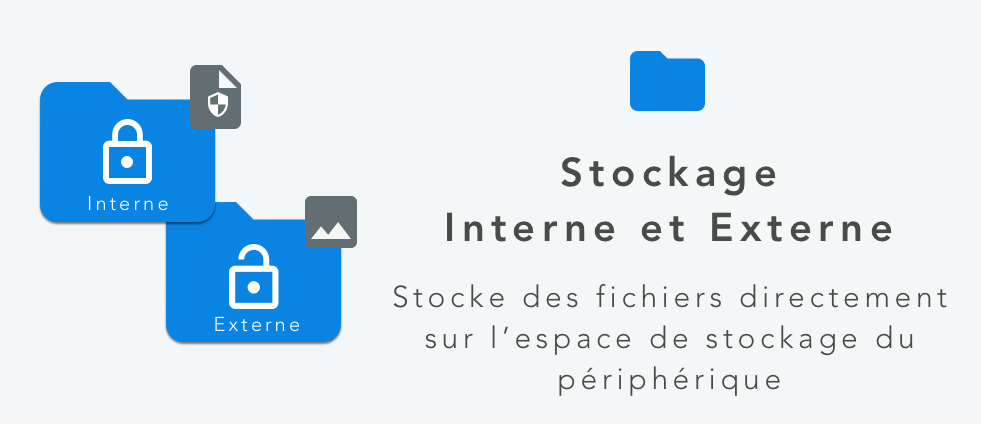 Interne
Externe
Stockage
Interne et Externe
Stocke des fichiers directement
sur l’espace de stockage du
périphérique